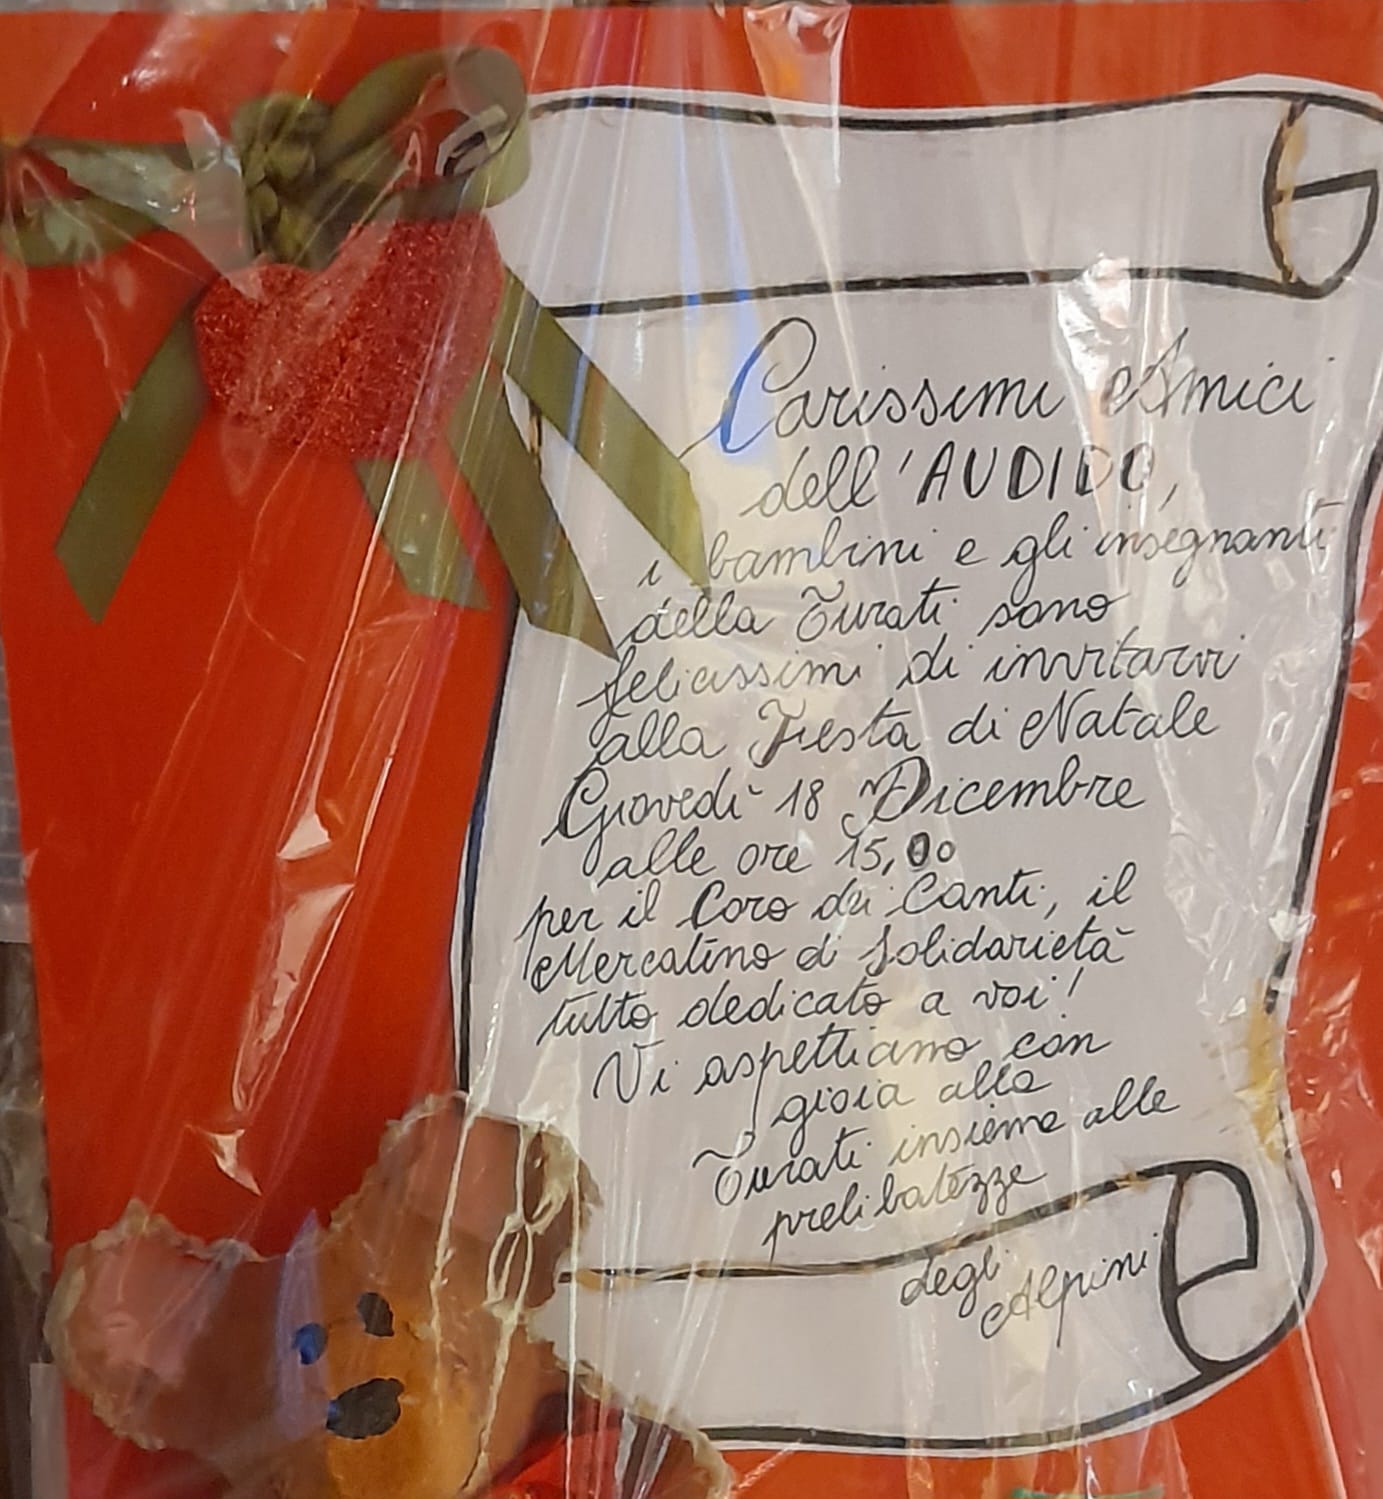 Carissimi Amici
dell'AUDIDO,
i bambini e gli insegnanti
della Turati sono
felicissimi di invitarvi
alla Festa di Natale
Giovedì 18 Dicembre
alle ore 15,00
per il Coro dei Canti, il
Mercatino di Solidarietà
tutto dedicato a voi!
Vi aspettiamo con
gioia alla
Turati insieme alle
prelibatezze
degli
Alpini